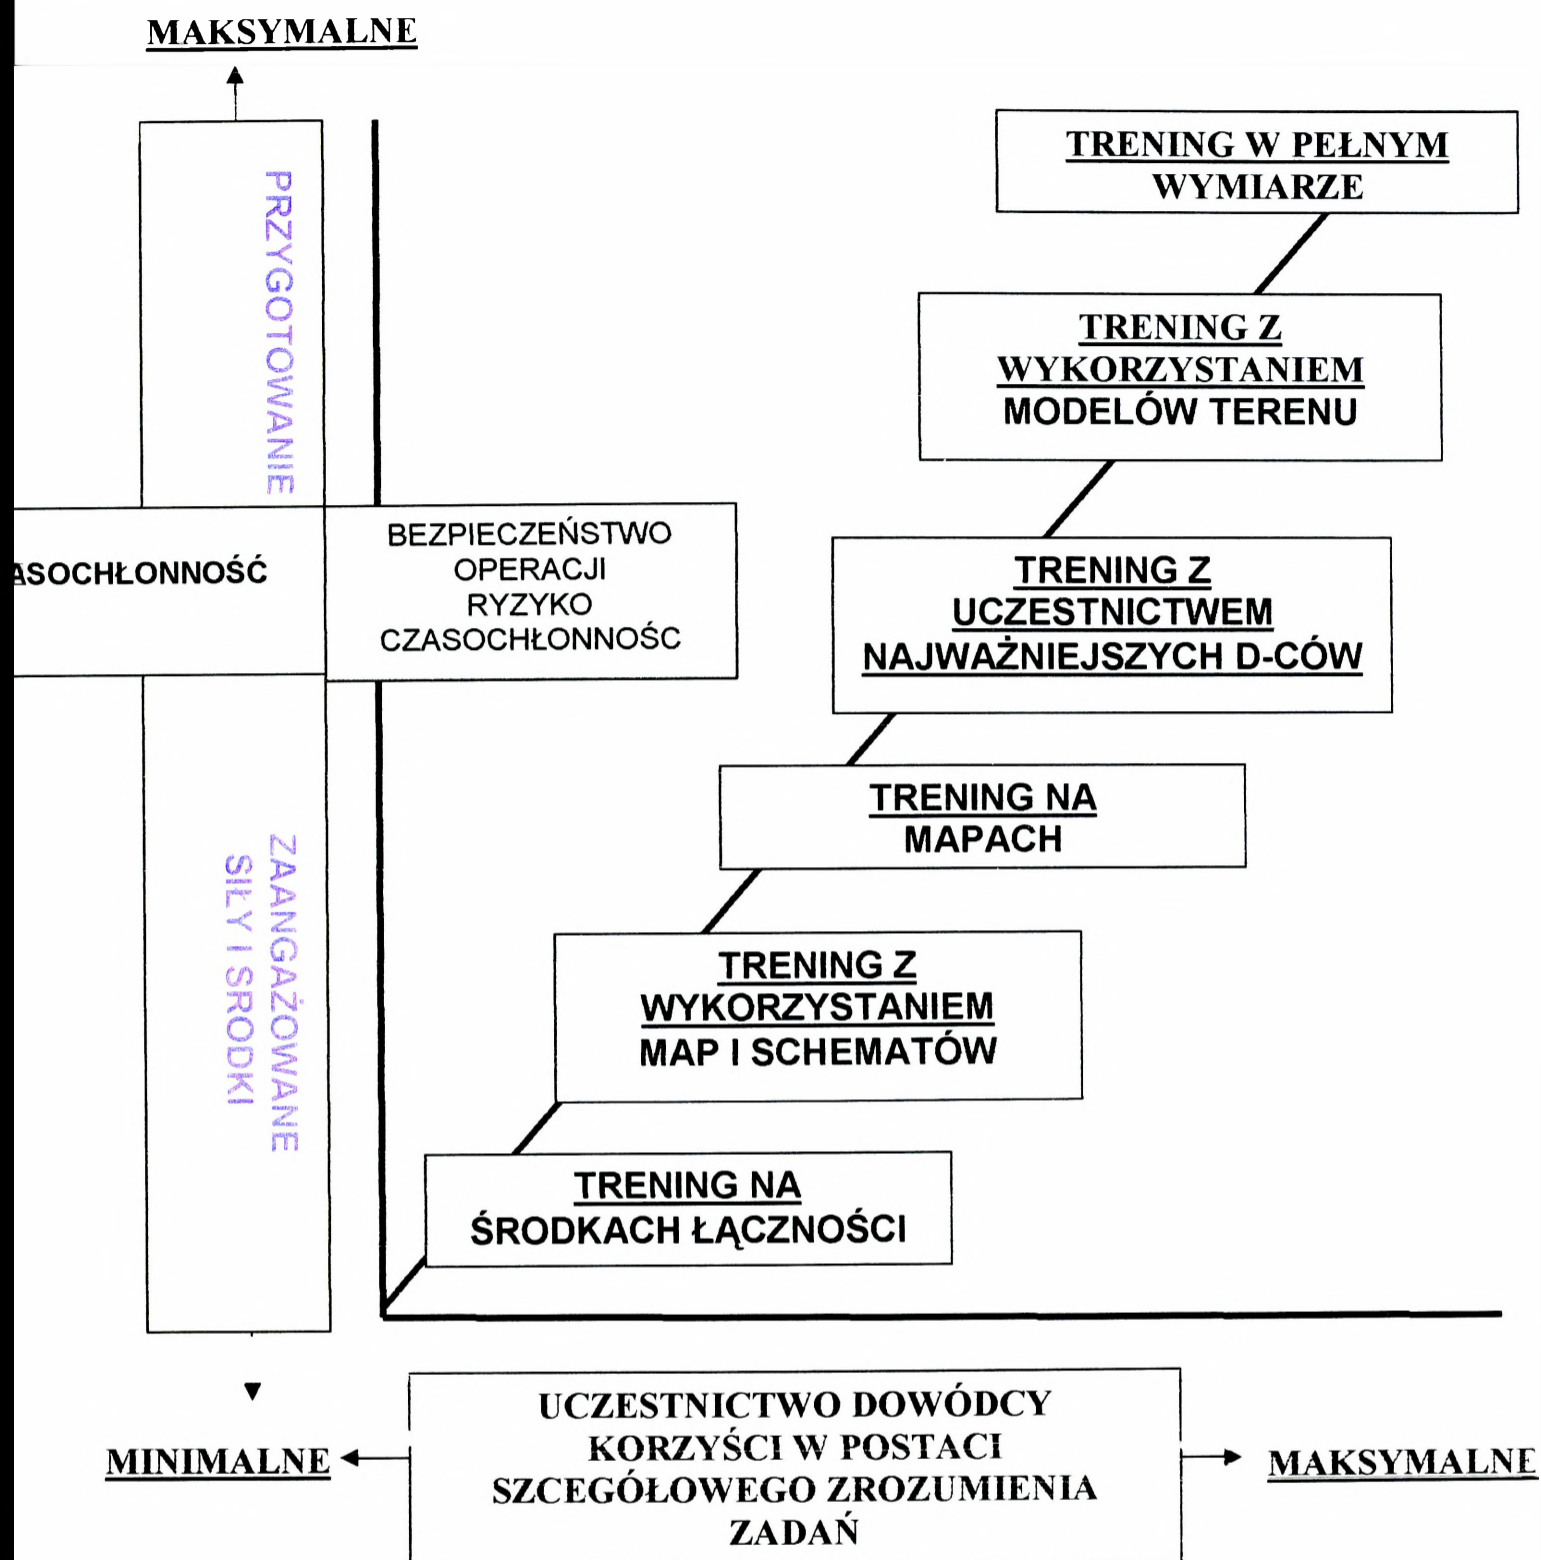 MAKSYMALNE
TRENING W PEŁNYM
WYMIARZE
PRZYGOTOWANIE
TRENING Z
WYKORZYSTANIEM
MODELÓW TERENU
ASOCHŁONNOŚĆ
BEZPIECZEŃSTWO
OPERACJI
RYZYKO
CZASOCHŁONNOŚC
TRENING Z
UCZESTNICTWEM
NAJWAŻNIEJSZYCH D-CÓW
TRENING NA
MAPACH
ZAANGAŻOWANE
SIŁY I SRODKI
TRENING Z
WYKORZYSTANIEM
MAP I SCHEMATÓW
TRENING NA
ŚRODKACH ŁĄCZNOŚCI
UCZESTNICTWO DOWÓDCY
KORZYŚCI W POSTACI
SZCEGÓŁOWEGO ZROZUMIENIA
ZADAŃ
MINIMALNE
MAKSYMALNE